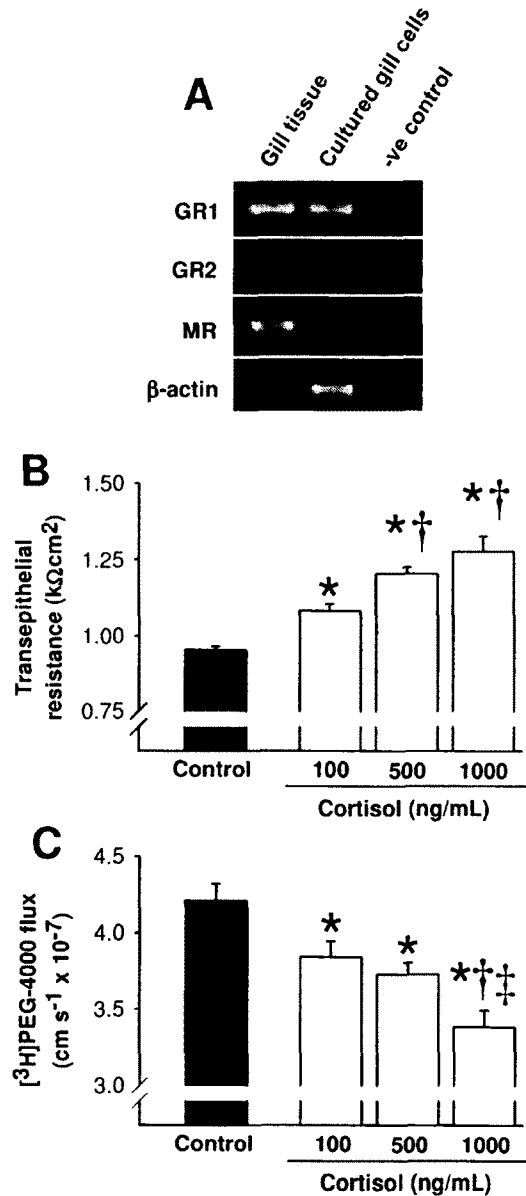 A
Gill tissue
Cultured gill cells
-ve control
GR1
GR2
MR
β-actin
B
Transepithelial
resistance (kΩcm2)
1.50
1.25
1.00
0.75
*
*†
*†
Control
100
500
1000
Cortisol (ng/mL)
C
[³H]PEG-4000 flux
(cm s⁻¹ x 10⁻⁷)
4.5
4.0
3.5
3.0
*
*
*†‡
Control
100
500
1000
Cortisol (ng/mL)